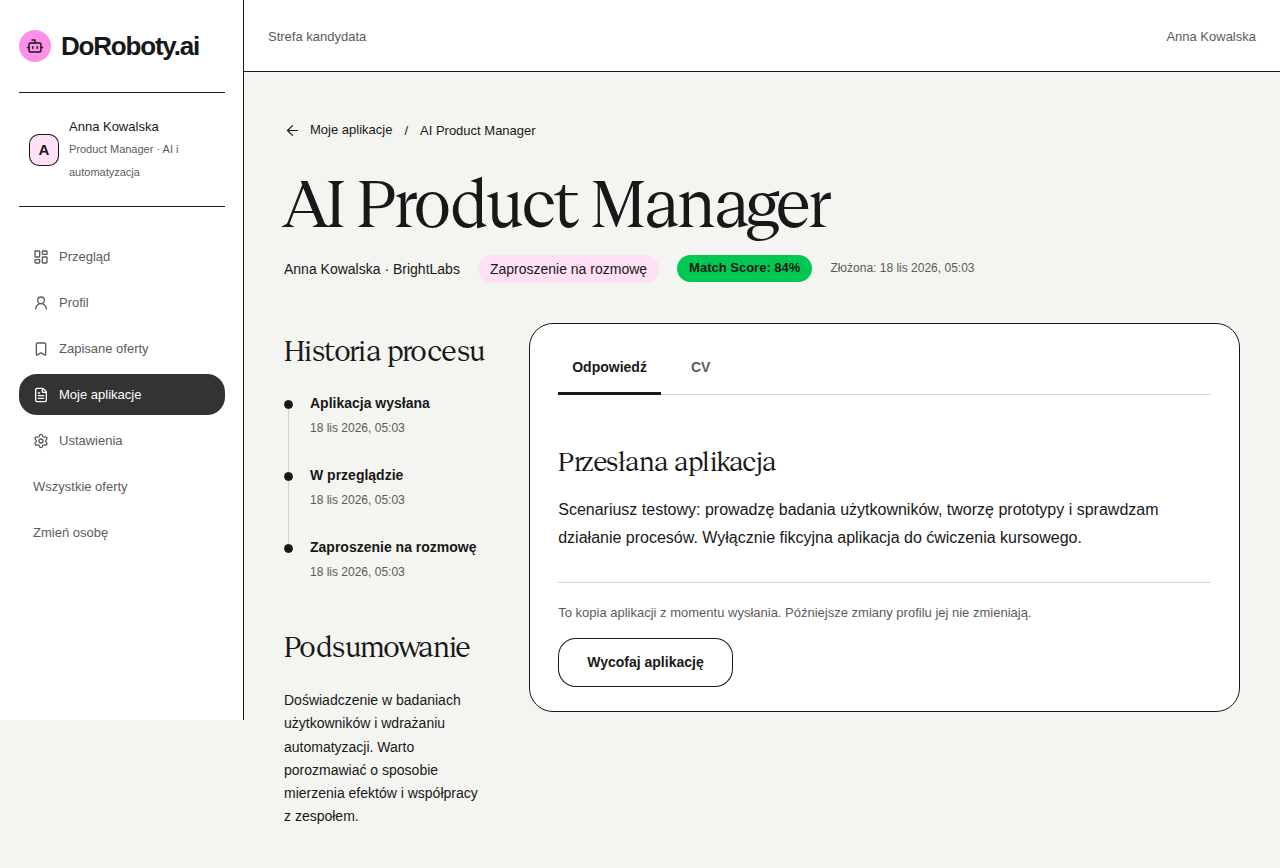 DoRoboty.ai
Strefa kandydata
Anna Kowalska
A
Anna Kowalska
Product Manager · AI i
automatyzacja
Przegląd
Profil
Zapisane oferty
Moje aplikacje
Ustawienia
Wszystkie oferty
Zmień osobę
Moje aplikacje / AI Product Manager
AI Product Manager
Anna Kowalska · BrightLabs Zaproszenie na rozmowę Match Score: 84% Złożona: 18 lis 2026, 05:03
Historia procesu
Aplikacja wysłana
18 lis 2026, 05:03
W przeglądzie
18 lis 2026, 05:03
Zaproszenie na rozmowę
18 lis 2026, 05:03
Podsumowanie
Doświadczenie w badaniach
użytkowników i wdrażaniu
automatyzacji. Warto
porozmawiać o sposobie
mierzenia efektów i współpracy
z zespołem.
Odpowiedź CV
Przesłana aplikacja
Scenariusz testowy: prowadzę badania użytkowników, tworzę prototypy i sprawdzam
działanie procesów. Wyłącznie fikcyjna aplikacja do ćwiczenia kursowego.
To kopia aplikacji z momentu wysłania. Późniejsze zmiany profilu jej nie zmieniają.
Wycofaj aplikację